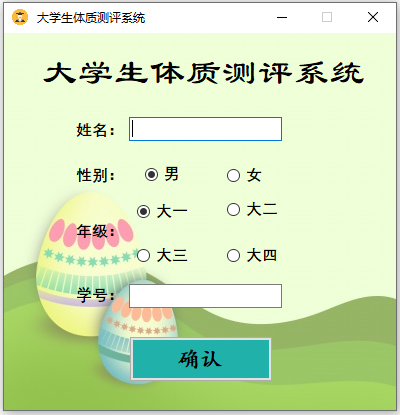 大学生体质测评系统
大学生体质测评系统
姓名：
性别： 男 女
大一 大二
年级：
大三 大四
学号：
确认